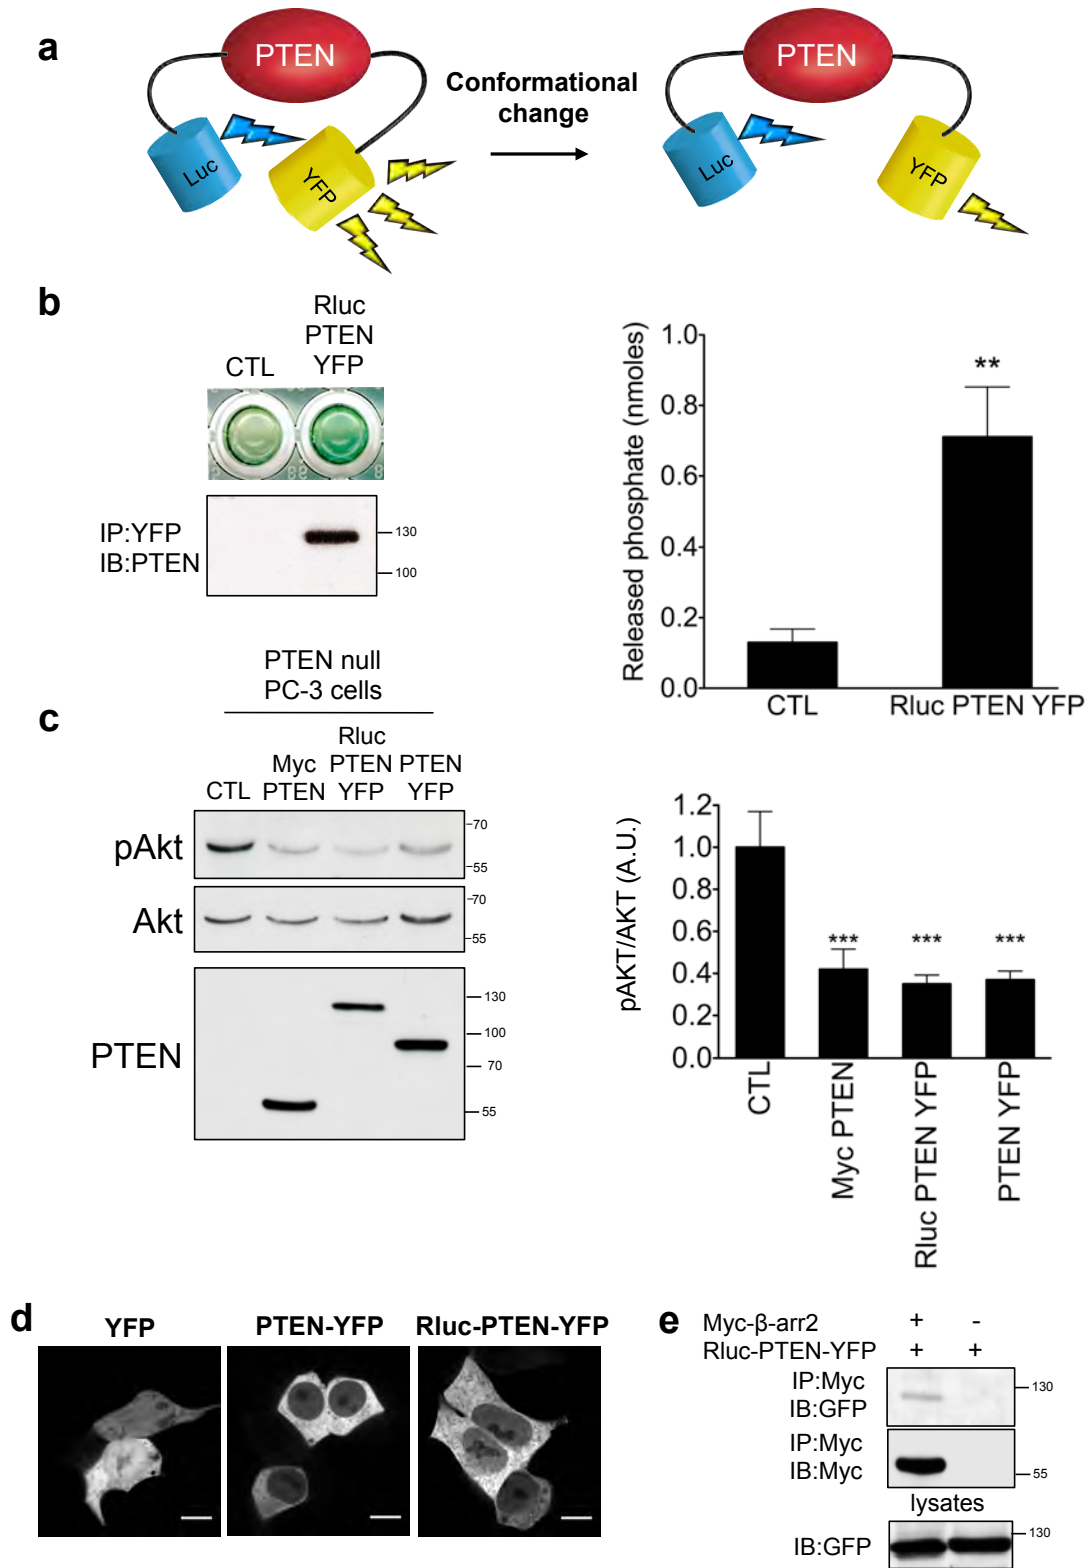 a
PTEN
Luc
YFP
Conformational
change
PTEN
Luc
YFP
b
CTL
Rluc
PTEN
YFP
IP:YFP
IB:PTEN
130
100
Released phosphate (nmoles)
1.0
0.8
0.6
0.4
0.2
0.0
**
CTL
Rluc PTEN YFP
c
PTEN null
PC-3 cells
CTL
Myc
PTEN
Rluc
PTEN
YFP
PTEN
YFP
pAkt
70
55
Akt
70
55
PTEN
130
100
70
55
pAKT/AKT (A.U.)
1.2
1.0
0.8
0.6
0.4
0.2
0.0
***
***
***
CTL
Myc PTEN
Rluc PTEN YFP
PTEN YFP
d
YFP
PTEN-YFP
Rluc-PTEN-YFP
e
Myc-β-arr2 + -
Rluc-PTEN-YFP + +
IP:Myc
IB:GFP
130
IP:Myc
IB:Myc
55
lysates
IB:GFP
130